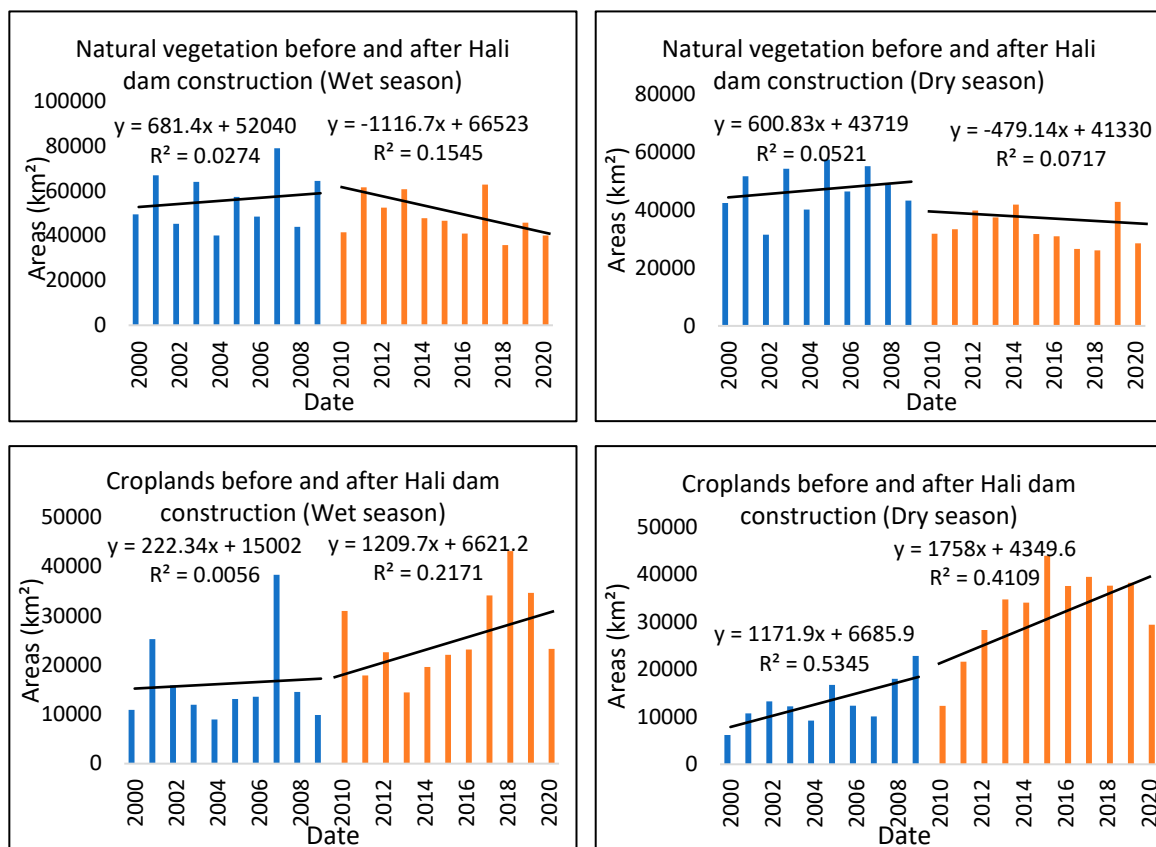 Natural vegetation before and after Hali
dam construction (Wet season)
100000
80000
60000
40000
20000
0
Areas (km²)
y = 681.4x + 52040
R² = 0.0274
y = -1116.7x + 66523
R² = 0.1545
2000
2002
2004
2006
2008
2010
2012
2014
2016
2018
2020
Date
Natural vegetation before and after Hali
dam construction (Dry season)
80000
60000
40000
20000
0
Areas (km²)
y = 600.83x + 43719
R² = 0.0521
y = -479.14x + 41330
R² = 0.0717
2000
2002
2004
2006
2008
2010
2012
2014
2016
2018
2020
Date
Croplands before and after Hali dam
construction (Wet season)
50000
40000
30000
20000
10000
0
Areas (km²)
y = 222.34x + 15002
R² = 0.0056
y = 1209.7x + 6621.2
R² = 0.2171
2000
2002
2004
2006
2008
2010
2012
2014
2016
2018
2020
Date
Croplands before and after Hali dam
construction (Dry season)
50000
40000
30000
20000
10000
0
Areas (km²)
y = 1171.9x + 6685.9
R² = 0.5345
y = 1758x + 4349.6
R² = 0.4109
2000
2002
2004
2006
2008
2010
2012
2014
2016
2018
2020
Date